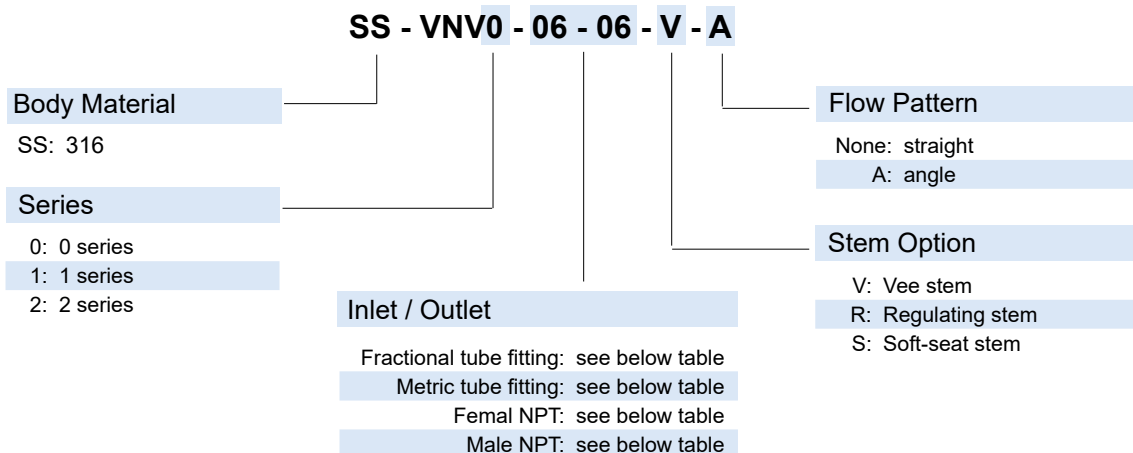 SS - VNV0 - 06 - 06 - V - A
Body Material
SS: 316
Series
0: 0 series
1: 1 series
2: 2 series
Inlet / Outlet
Fractional tube fitting: see below table
Metric tube fitting: see below table
Femal NPT: see below table
Male NPT: see below table
Flow Pattern
None: straight
A: angle
Stem Option
V: Vee stem
R: Regulating stem
S: Soft-seat stem